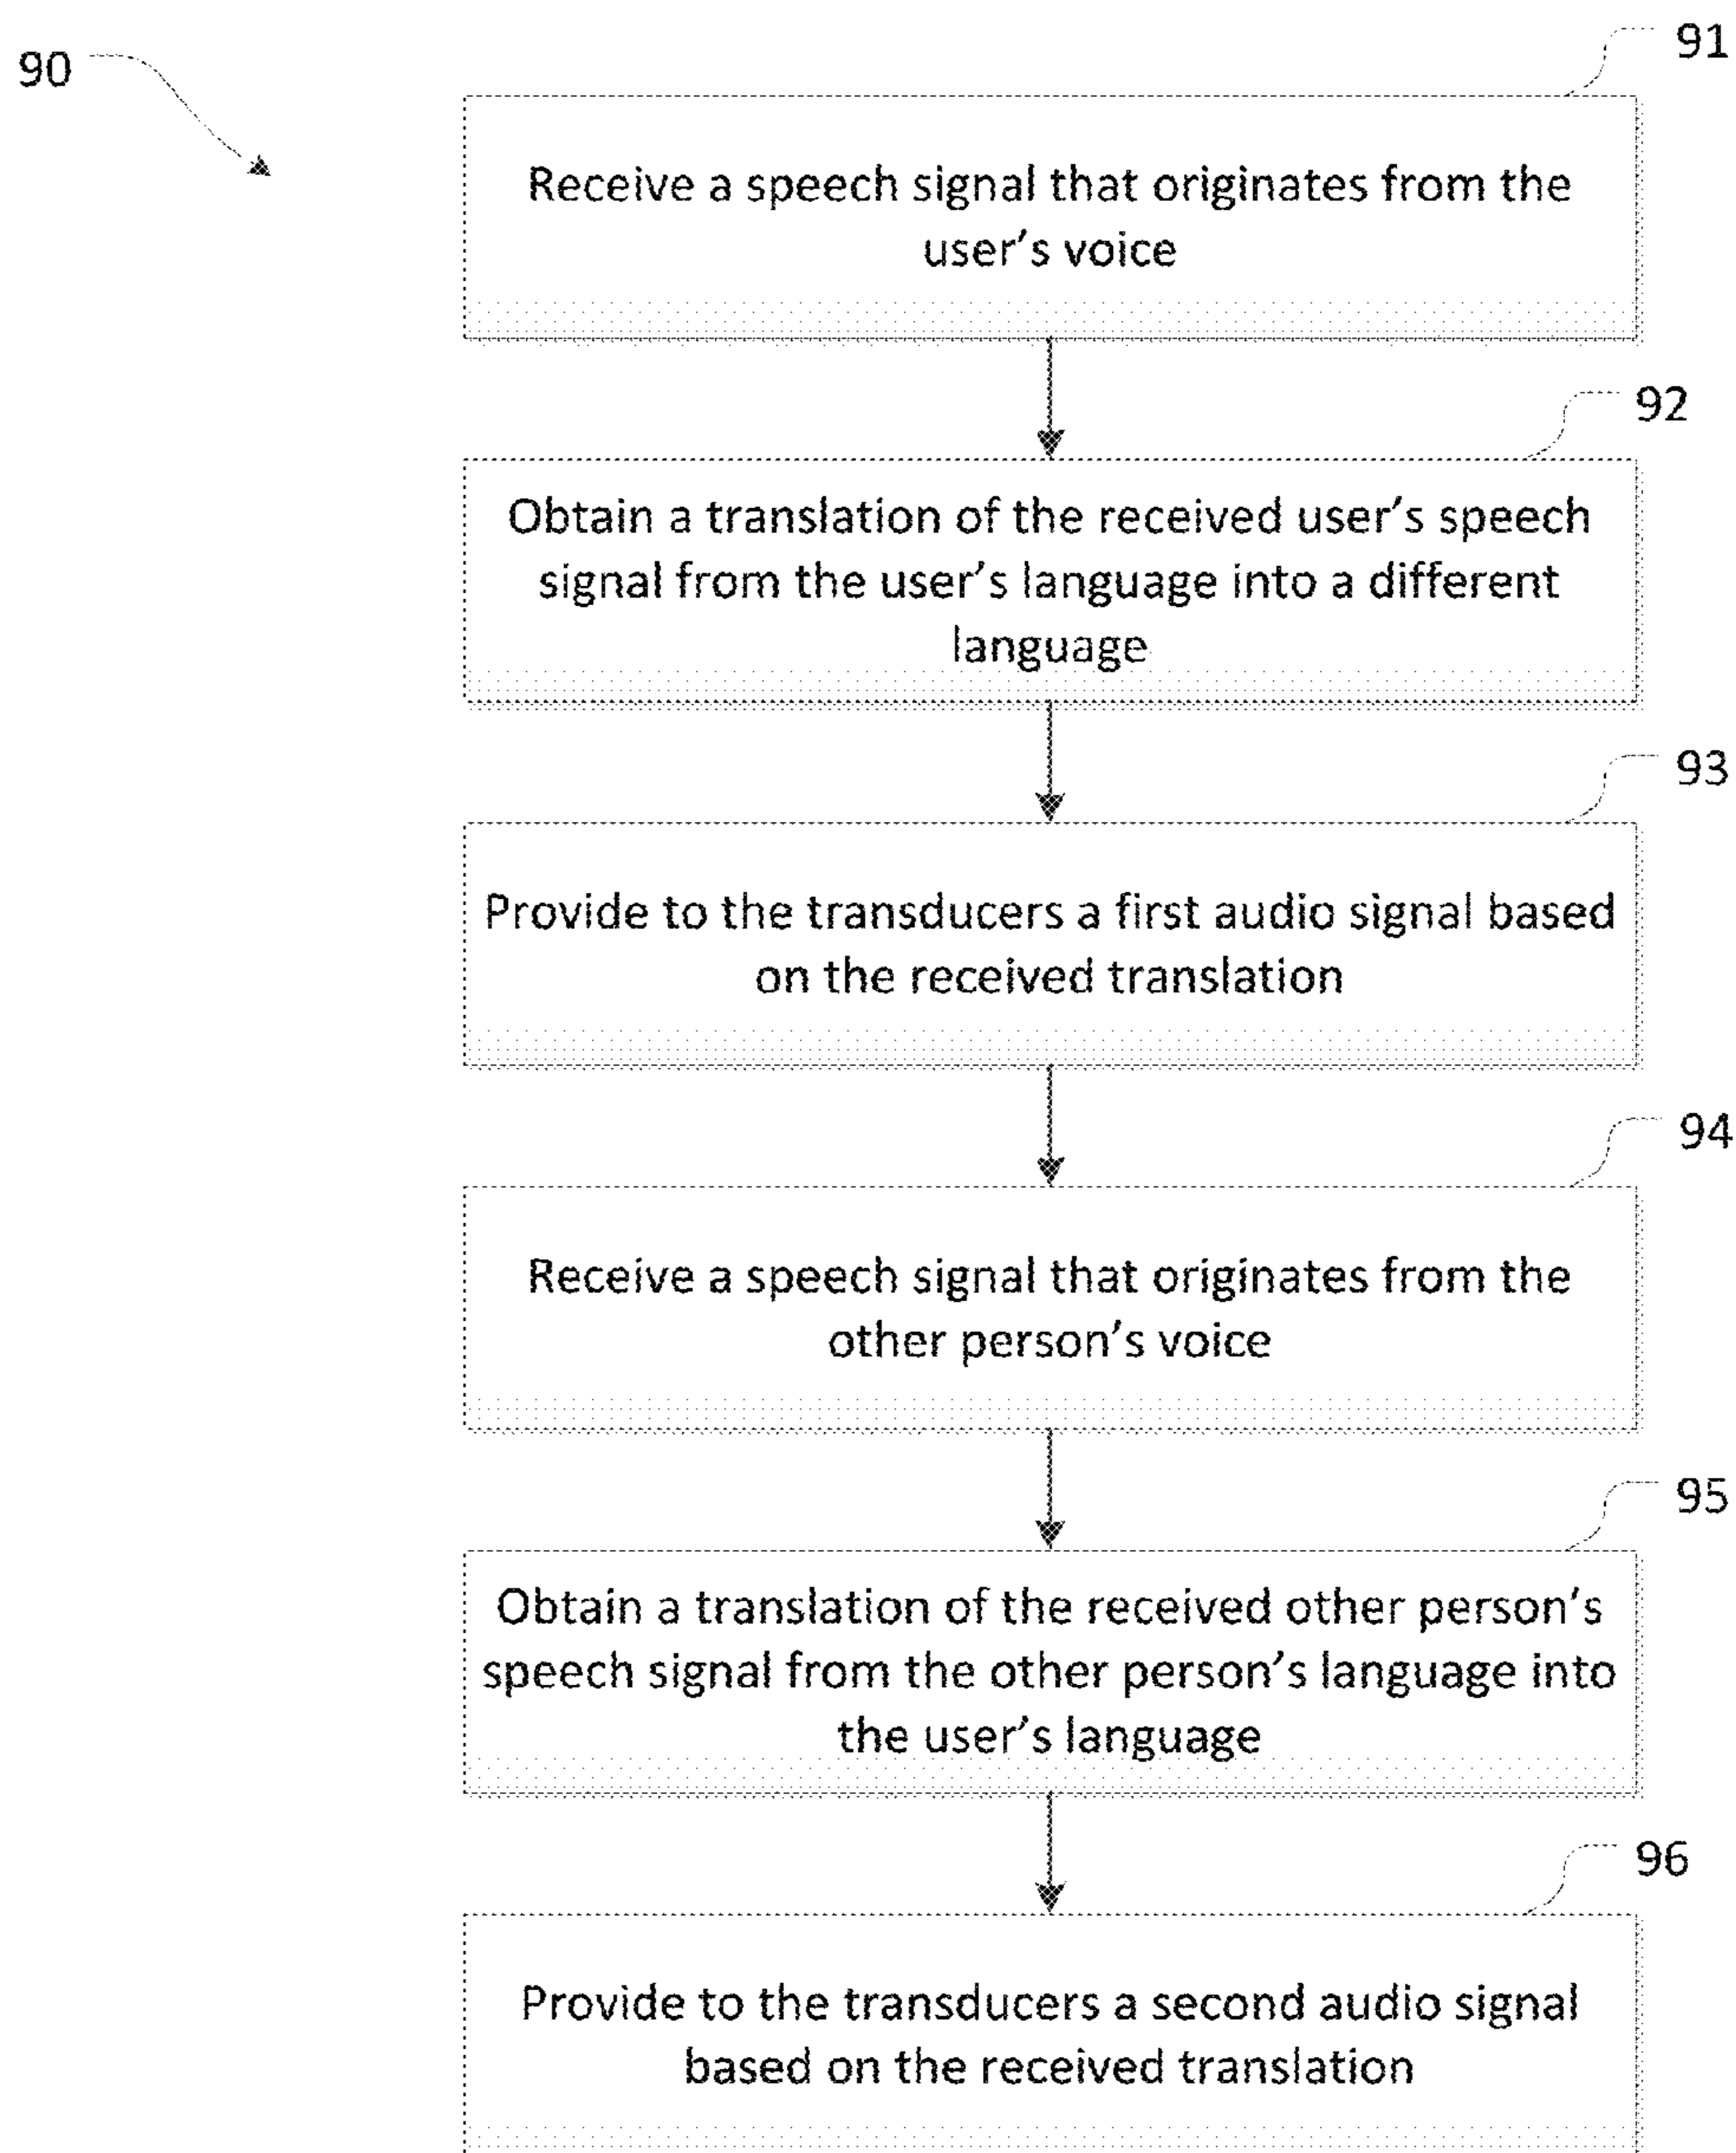 90
91
Receive a speech signal that originates from the
user's voice
92
Obtain a translation of the received user's speech
signal from the user's language into a different
language
93
Provide to the transducers a first audio signal based
on the received translation
94
Receive a speech signal that originates from the
other person's voice
95
Obtain a translation of the received other person's
speech signal from the other person's language into
the user's language
96
Provide to the transducers a second audio signal
based on the received translation